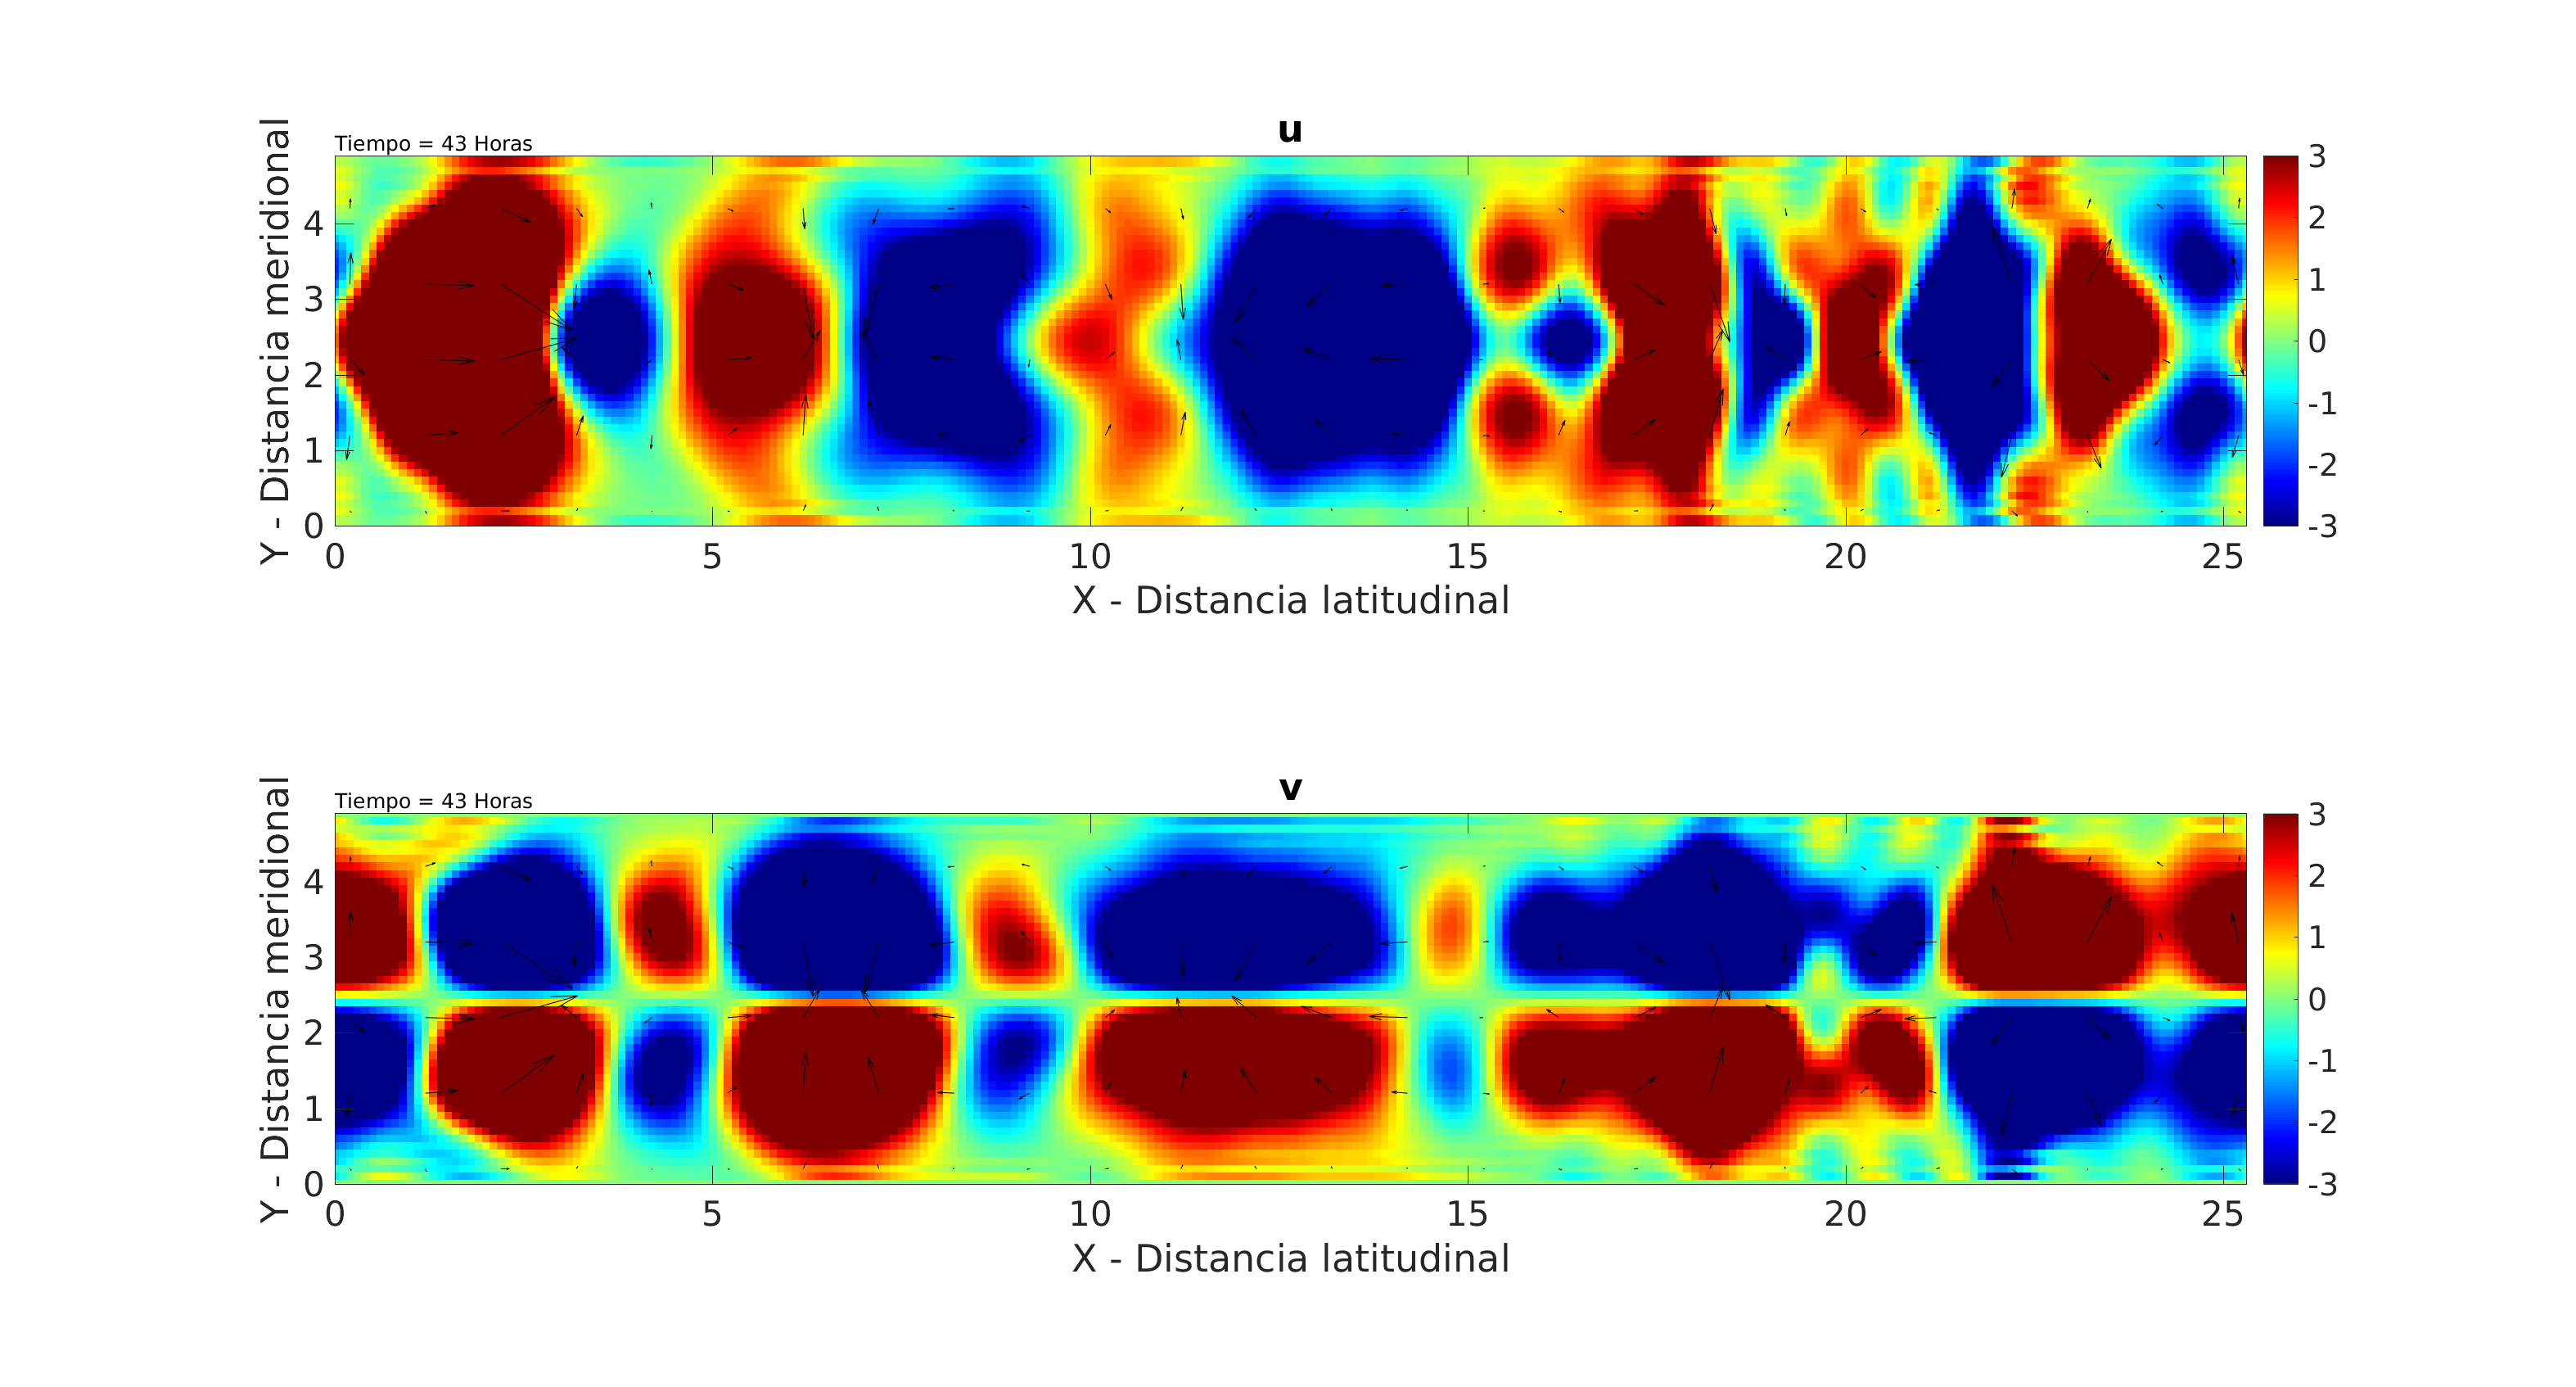 u
Tiempo = 43 Horas
Y - Distancia meridional
4
3
2
1
0
0 5 10 15 20 25
X - Distancia latitudinal
3
2
1
0
-1
-2
-3
v
Tiempo = 43 Horas
Y - Distancia meridional
4
3
2
1
0
0 5 10 15 20 25
X - Distancia latitudinal
3
2
1
0
-1
-2
-3